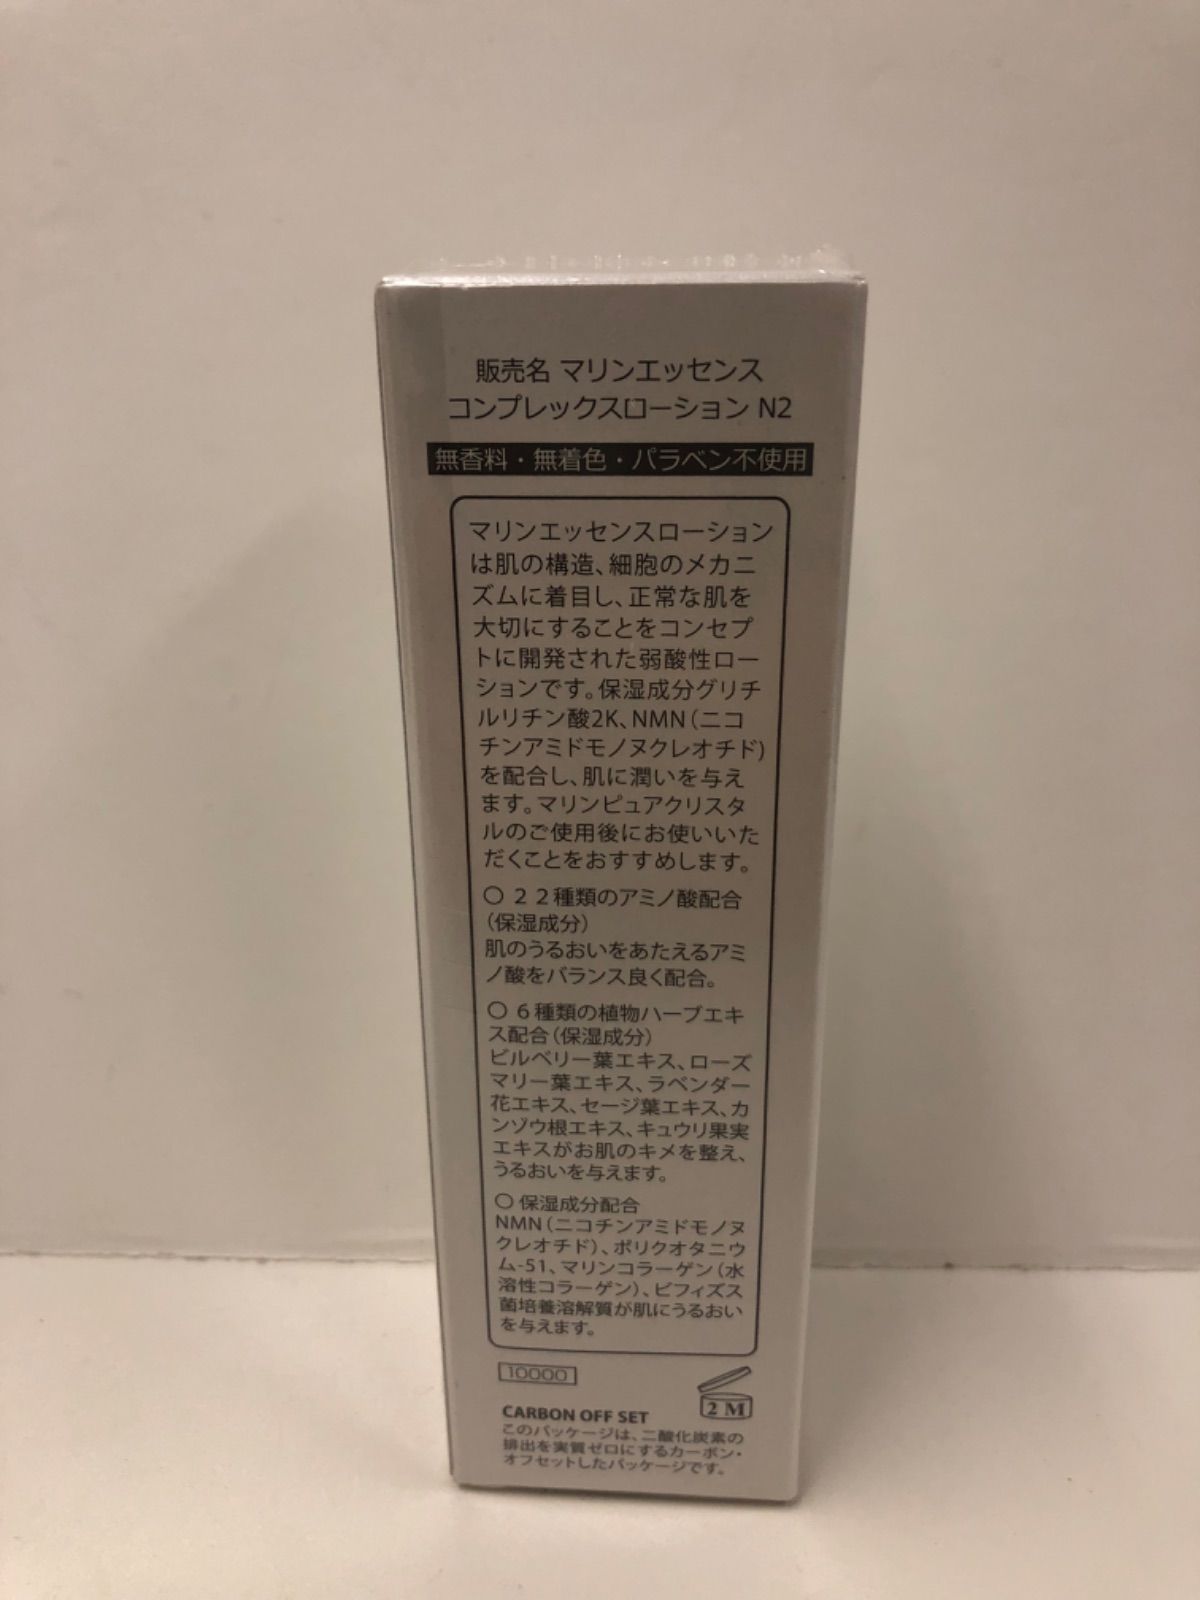 販売名 マリンエッセンス
コンプレックスローション N2
無香料・無着色・パラベン不使用
マリンエッセンスローション
は肌の構造、細胞のメカニ
ズムに着目し、正常な肌を
大切にすることをコンセプ
トに開発された弱酸性ロー
ションです。保湿成分グリチ
ルリチン酸2K、NMN(ニコ
チンアミドモノヌクレオチド)
を配合し、肌に潤いを与え
ます。マリンピュアクリスタ
ルのご使用後にお使いいた
だくことをおすすめします。
○ 22種類のアミノ酸配合
(保湿成分)
肌のうるおいをあたえるアミ
ノ酸をバランス良く配合。
○ 6種類の植物ハーブエキ
ス配合(保湿成分)
ビルベリー葉エキス、ローズ
マリー葉エキス、ラベンダー
花エキス、セージ葉エキス、カ
ンゾウ根エキス、キュウリ果実
エキスがお肌のキメを整え、
うるおいを与えます。
○ 保湿成分配合
NMN(ニコチンアミドモノヌ
クレオチド)、ポリクオタニウ
ム-51、マリンコラーゲン(水
溶性コラーゲン)、ビフィズス
菌培養溶解質が肌にうるおい
を与えます。
10000
2 M
CARBON OFF SET
このパッケージは、二酸化炭素の
排出を実質ゼロにするカーボン・
オフセットしたパッケージです。